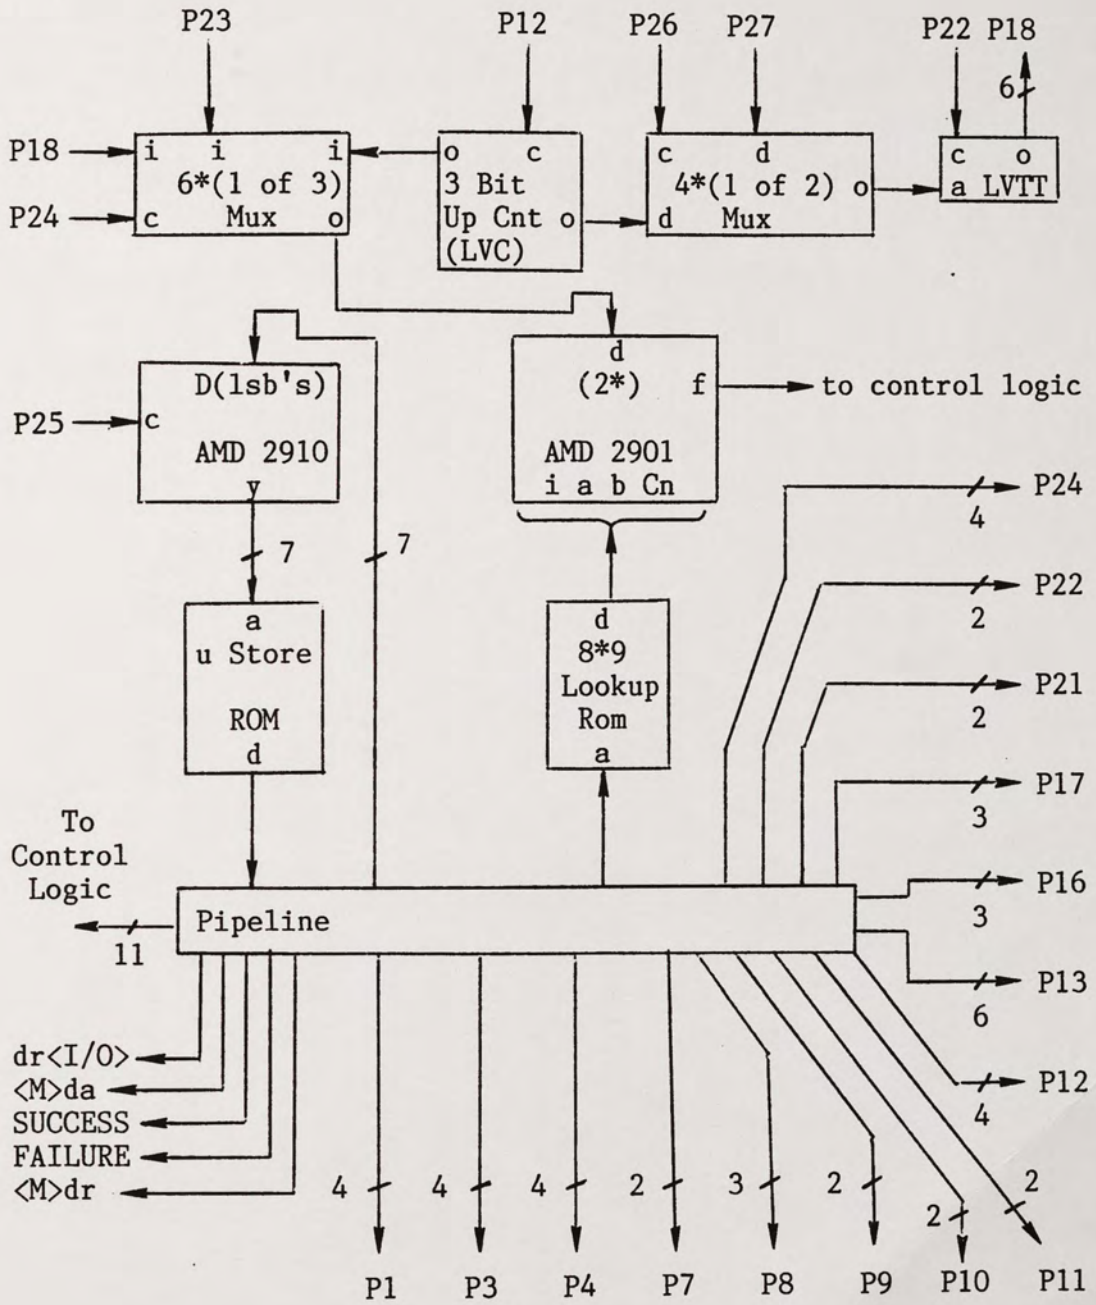 P23 P12 P26 P27 P22 P18
6
P18 i i i o c c d c o
6*(1 of 3) 3 Bit 4*(1 of 2) o a LVTT
P24 c Mux o Up Cnt o d Mux
(LVC)
D(lsb's)
P25 c
AMD 2910
y
d
(2*) f to control logic
AMD 2901
i a b Cn
7 7
a
u Store
ROM
d
d
8*9
Lookup
Rom
a
P24
4
P22
2
P21
2
P17
3
P16
3
P13
6
P12
4
To
Control
Logic
11
Pipeline
dr<I/O>
<M>da
SUCCESS
FAILURE
<M>dr
4 4 4 2 3 2 2 2
P1 P3 P4 P7 P8 P9 P10 P11